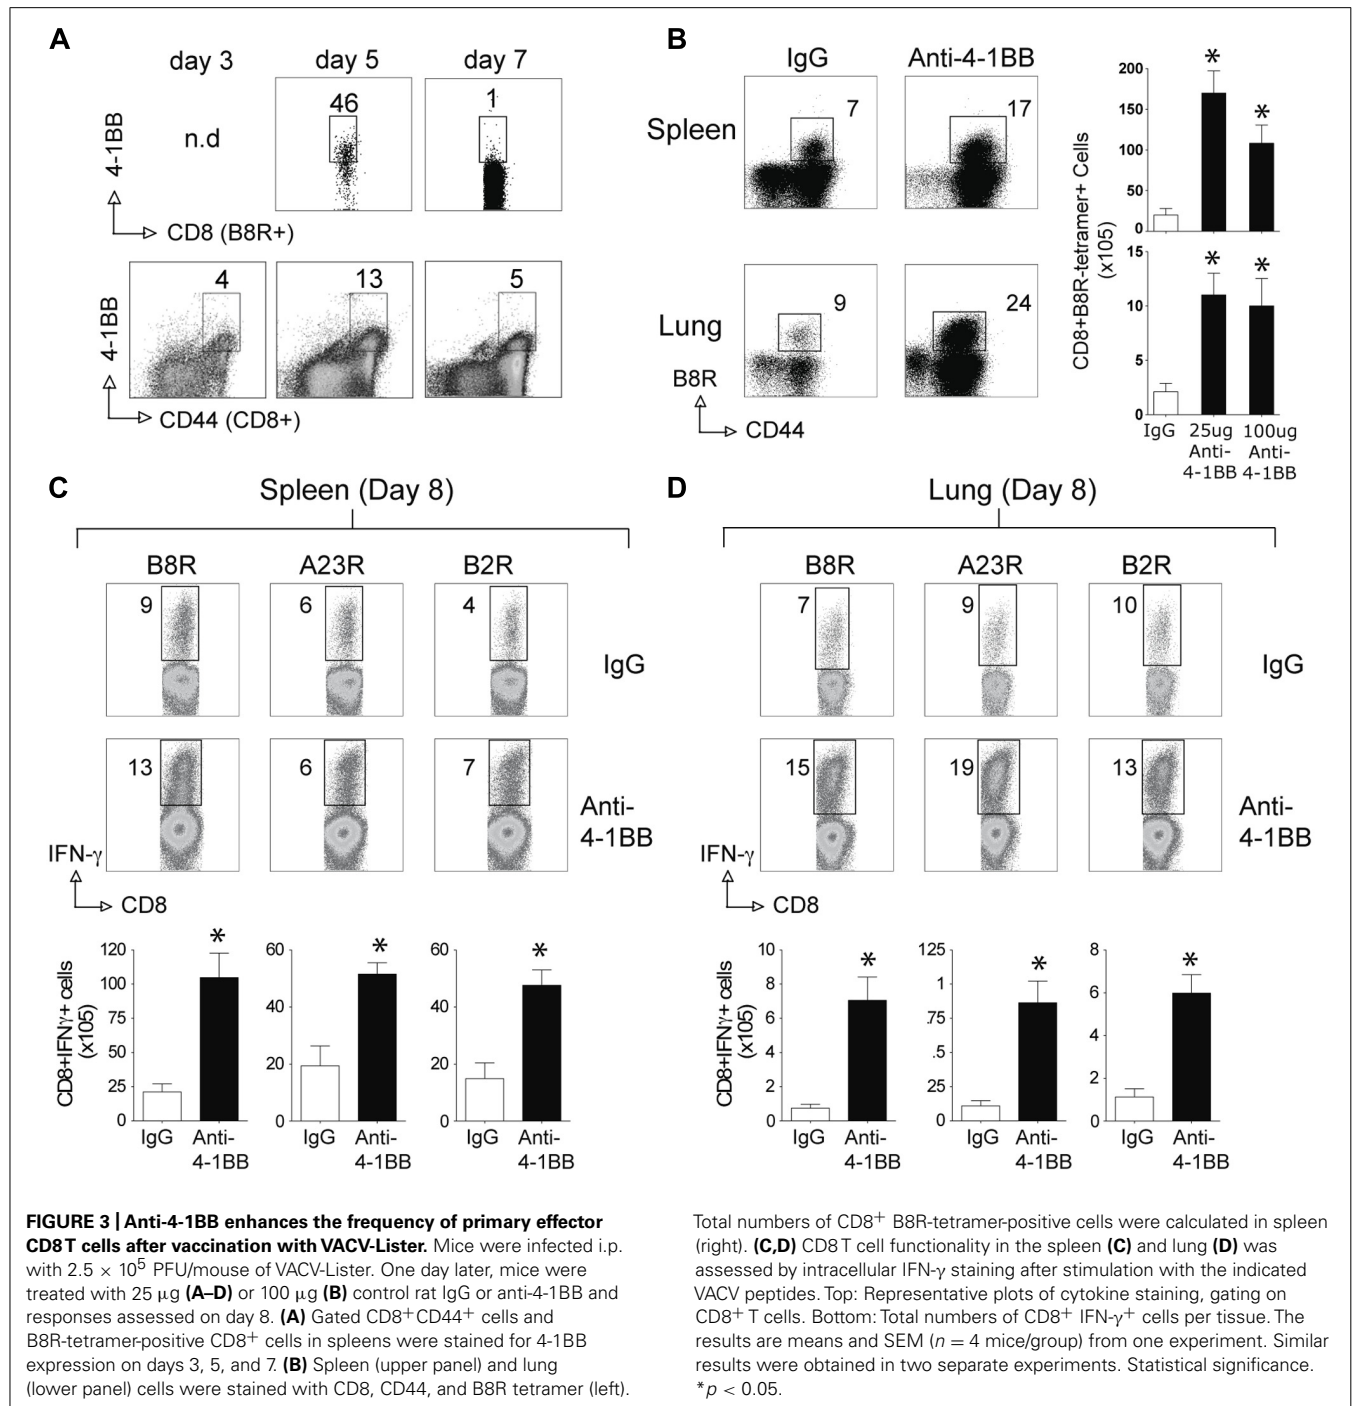 A
day 3
day 5
day 7
4-1BB
n.d
46
1
CD8 (B8R+)
4-1BB
4
13
5
CD44 (CD8+)
B
IgG
Anti-4-1BB
Spleen
7
17
Lung
9
24
B8R
CD44
CD8+B8R-tetramer+ Cells
(x105)
200
150
100
50
0
*
*
15
10
5
0
*
*
IgG
25ug
Anti-
4-1BB
100ug
Anti-
4-1BB
C
Spleen (Day 8)
B8R
A23R
B2R
9
6
4
IgG
13
6
7
Anti-
4-1BB
IFN-γ
CD8
CD8+IFNγ+ cells
(x105)
120
100
75
50
25
0
*
IgG
Anti-
4-1BB
60
40
20
0
*
IgG
Anti-
4-1BB
60
40
20
0
*
IgG
Anti-
4-1BB
D
Lung (Day 8)
B8R
A23R
B2R
7
9
10
IgG
15
19
13
Anti-
4-1BB
IFN-γ
CD8
CD8+IFNγ+ cells
(x105)
10
8
6
4
2
0
*
IgG
Anti-
4-1BB
125
1
.75
.5
.25
0
*
IgG
Anti-
4-1BB
8
6
4
2
0
*
IgG
Anti-
4-1BB
FIGURE 3 | Anti-4-1BB enhances the frequency of primary effector
CD8 T cells after vaccination with VACV-Lister. Mice were infected i.p.
with 2.5 × 10⁵ PFU/mouse of VACV-Lister. One day later, mice were
treated with 25 μg (A–D) or 100 μg (B) control rat IgG or anti-4-1BB and
responses assessed on day 8. (A) Gated CD8⁺CD44⁺ cells and
B8R-tetramer-positive CD8⁺ cells in spleens were stained for 4-1BB
expression on days 3, 5, and 7. (B) Spleen (upper panel) and lung
(lower panel) cells were stained with CD8, CD44, and B8R tetramer (left).
Total numbers of CD8⁺ B8R-tetramer-positive cells were calculated in spleen
(right). (C,D) CD8 T cell functionality in the spleen (C) and lung (D) was
assessed by intracellular IFN-γ staining after stimulation with the indicated
VACV peptides. Top: Representative plots of cytokine staining, gating on
CD8⁺ T cells. Bottom: Total numbers of CD8⁺ IFN-γ⁺ cells per tissue. The
results are means and SEM (n = 4 mice/group) from one experiment. Similar
results were obtained in two separate experiments. Statistical significance.
*p < 0.05.